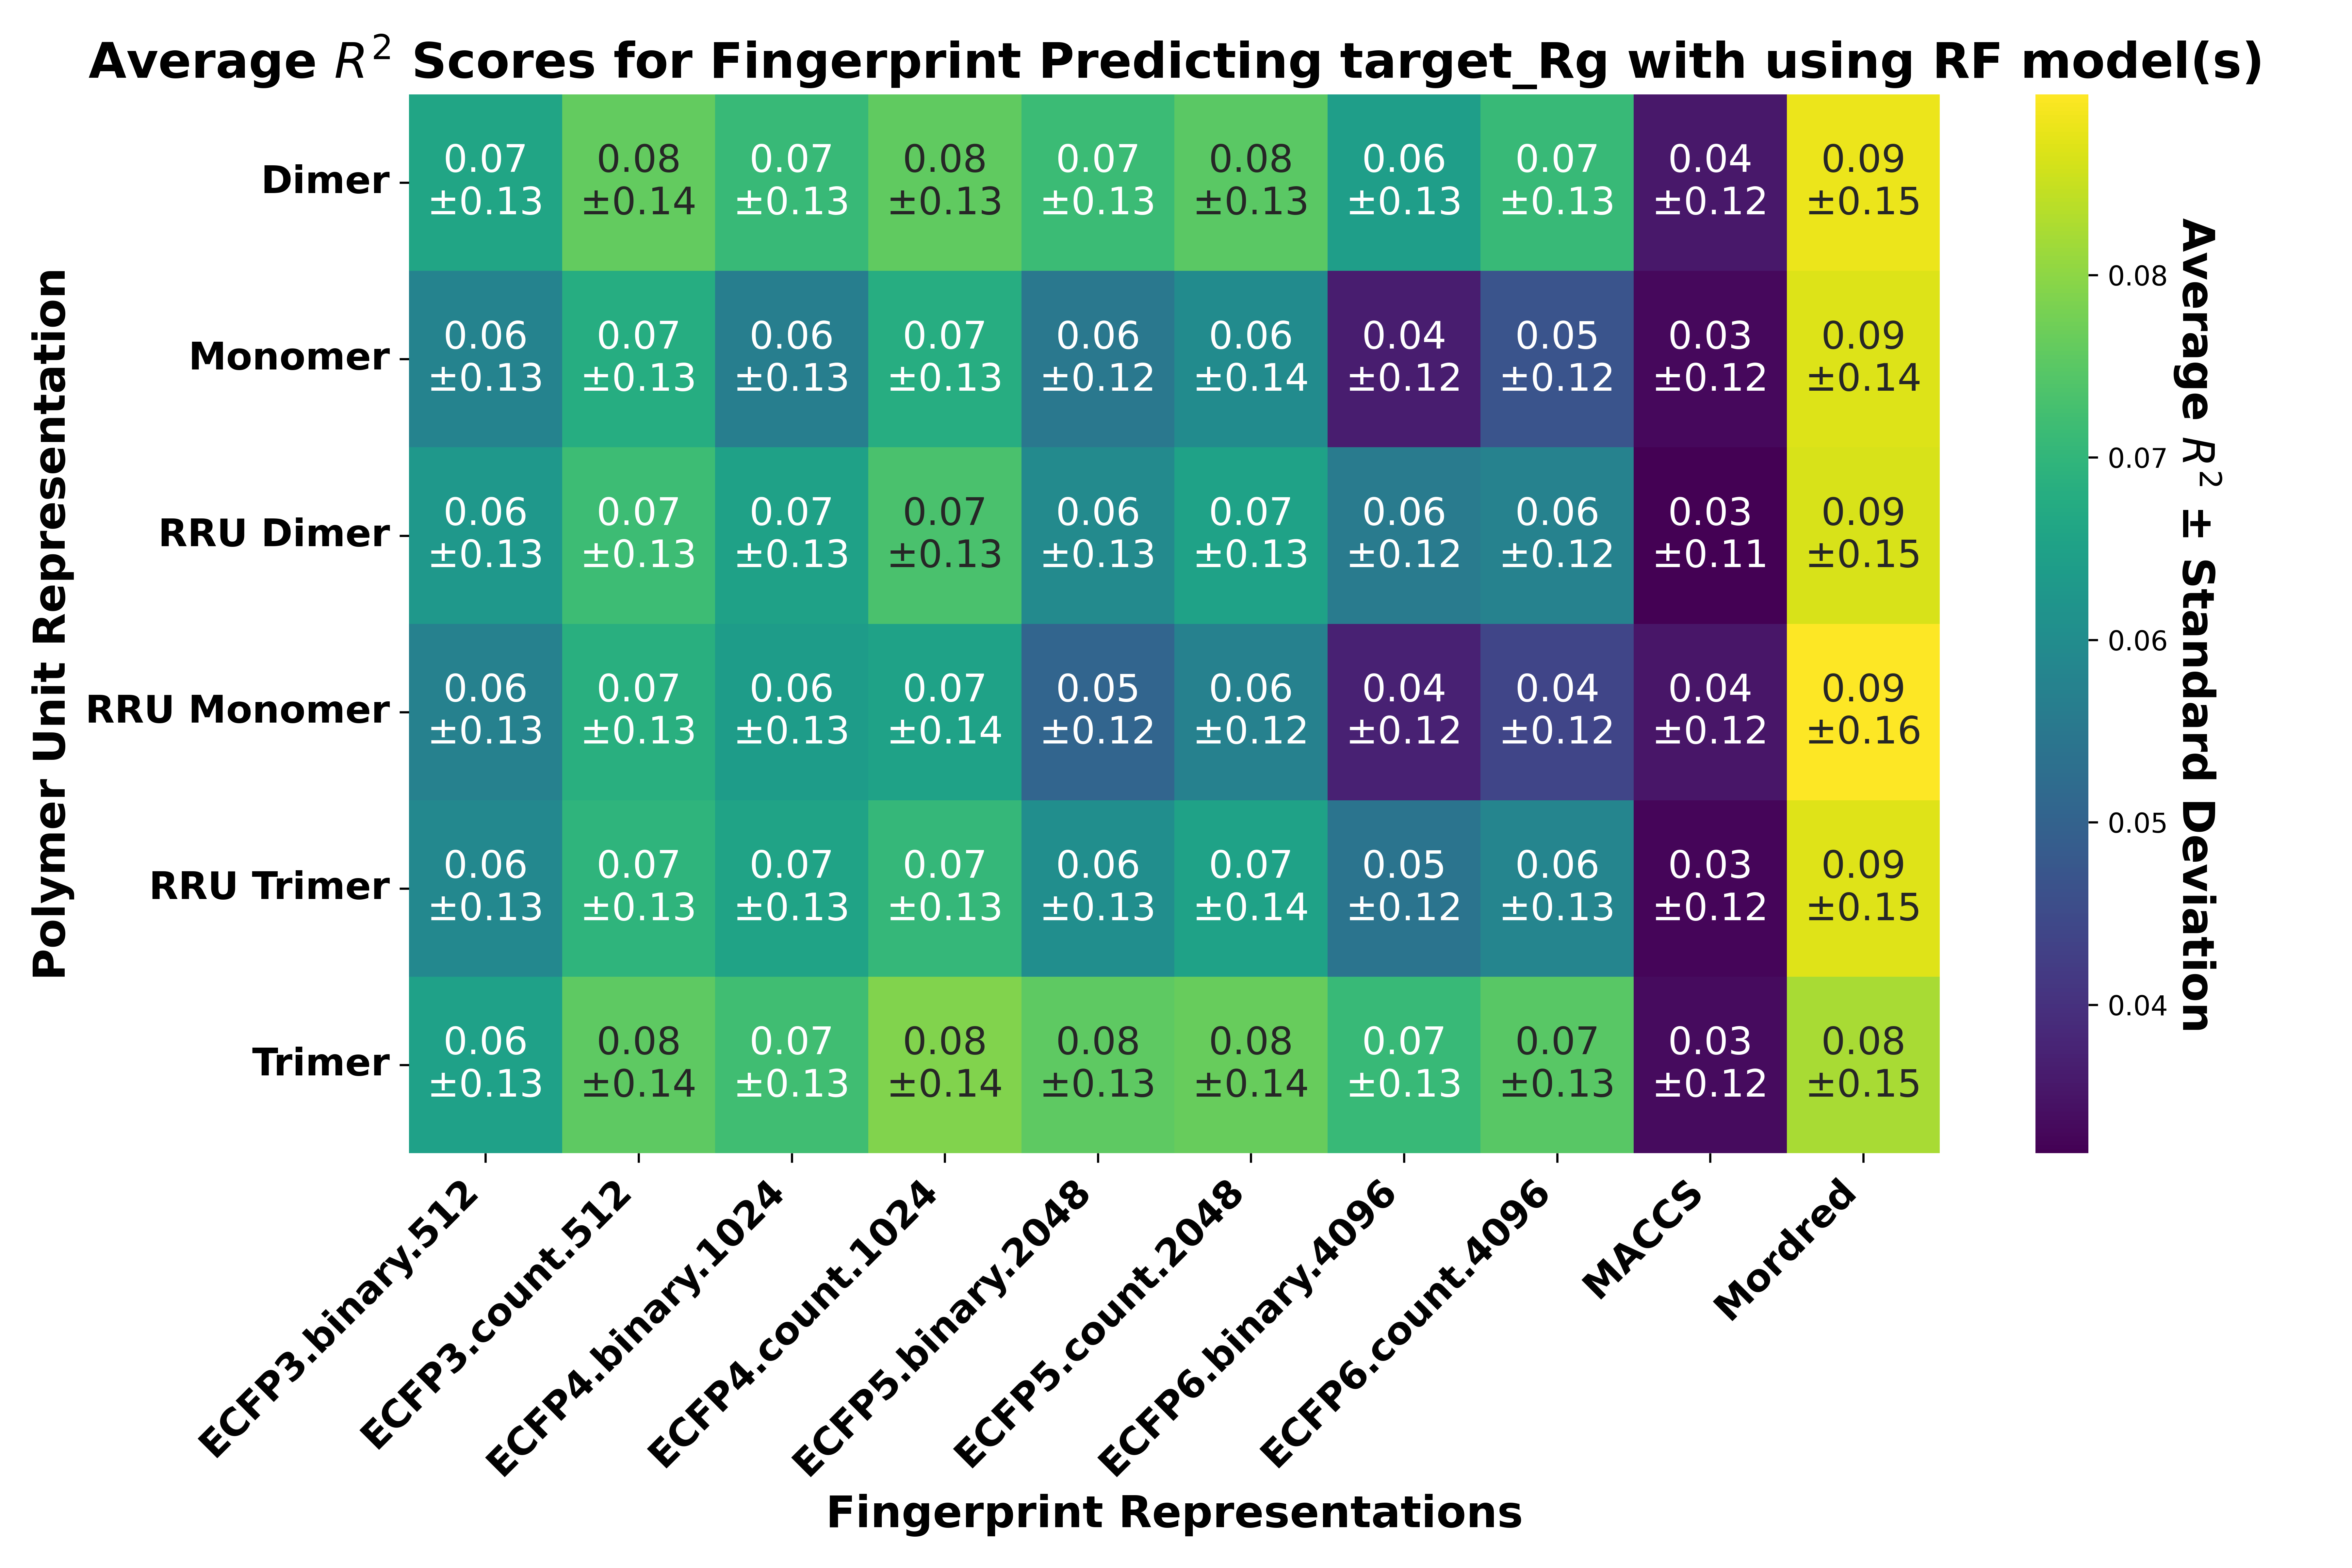 Average R² Scores for Fingerprint Predicting target_Rg with using RF model(s)
Polymer Unit Representation
Dimer
0.07 0.08 0.07 0.08 0.07 0.08 0.06 0.07 0.04 0.09
±0.13 ±0.14 ±0.13 ±0.13 ±0.13 ±0.13 ±0.13 ±0.13 ±0.12 ±0.15
Monomer
0.06 0.07 0.06 0.07 0.06 0.06 0.04 0.05 0.03 0.09
±0.13 ±0.13 ±0.13 ±0.13 ±0.12 ±0.14 ±0.12 ±0.12 ±0.12 ±0.14
RRU Dimer
0.06 0.07 0.07 0.07 0.06 0.07 0.06 0.06 0.03 0.09
±0.13 ±0.13 ±0.13 ±0.13 ±0.13 ±0.13 ±0.12 ±0.12 ±0.11 ±0.15
RRU Monomer
0.06 0.07 0.06 0.07 0.05 0.06 0.04 0.04 0.04 0.09
±0.13 ±0.13 ±0.13 ±0.14 ±0.12 ±0.12 ±0.12 ±0.12 ±0.12 ±0.16
RRU Trimer
0.06 0.07 0.07 0.07 0.06 0.07 0.05 0.06 0.03 0.09
±0.13 ±0.13 ±0.13 ±0.13 ±0.13 ±0.14 ±0.12 ±0.13 ±0.12 ±0.15
Trimer
0.06 0.08 0.07 0.08 0.08 0.08 0.07 0.07 0.03 0.08
±0.13 ±0.14 ±0.13 ±0.14 ±0.13 ±0.14 ±0.13 ±0.13 ±0.12 ±0.15
ECFP3.binary.512
ECFP3.count.512
ECFP4.binary.1024
ECFP4.count.1024
ECFP5.binary.2048
ECFP5.count.2048
ECFP6.binary.4096
ECFP6.count.4096
MACCS
Mordred
Fingerprint Representations
0.08
0.07
0.06
0.05
0.04
Average R² ± Standard Deviation